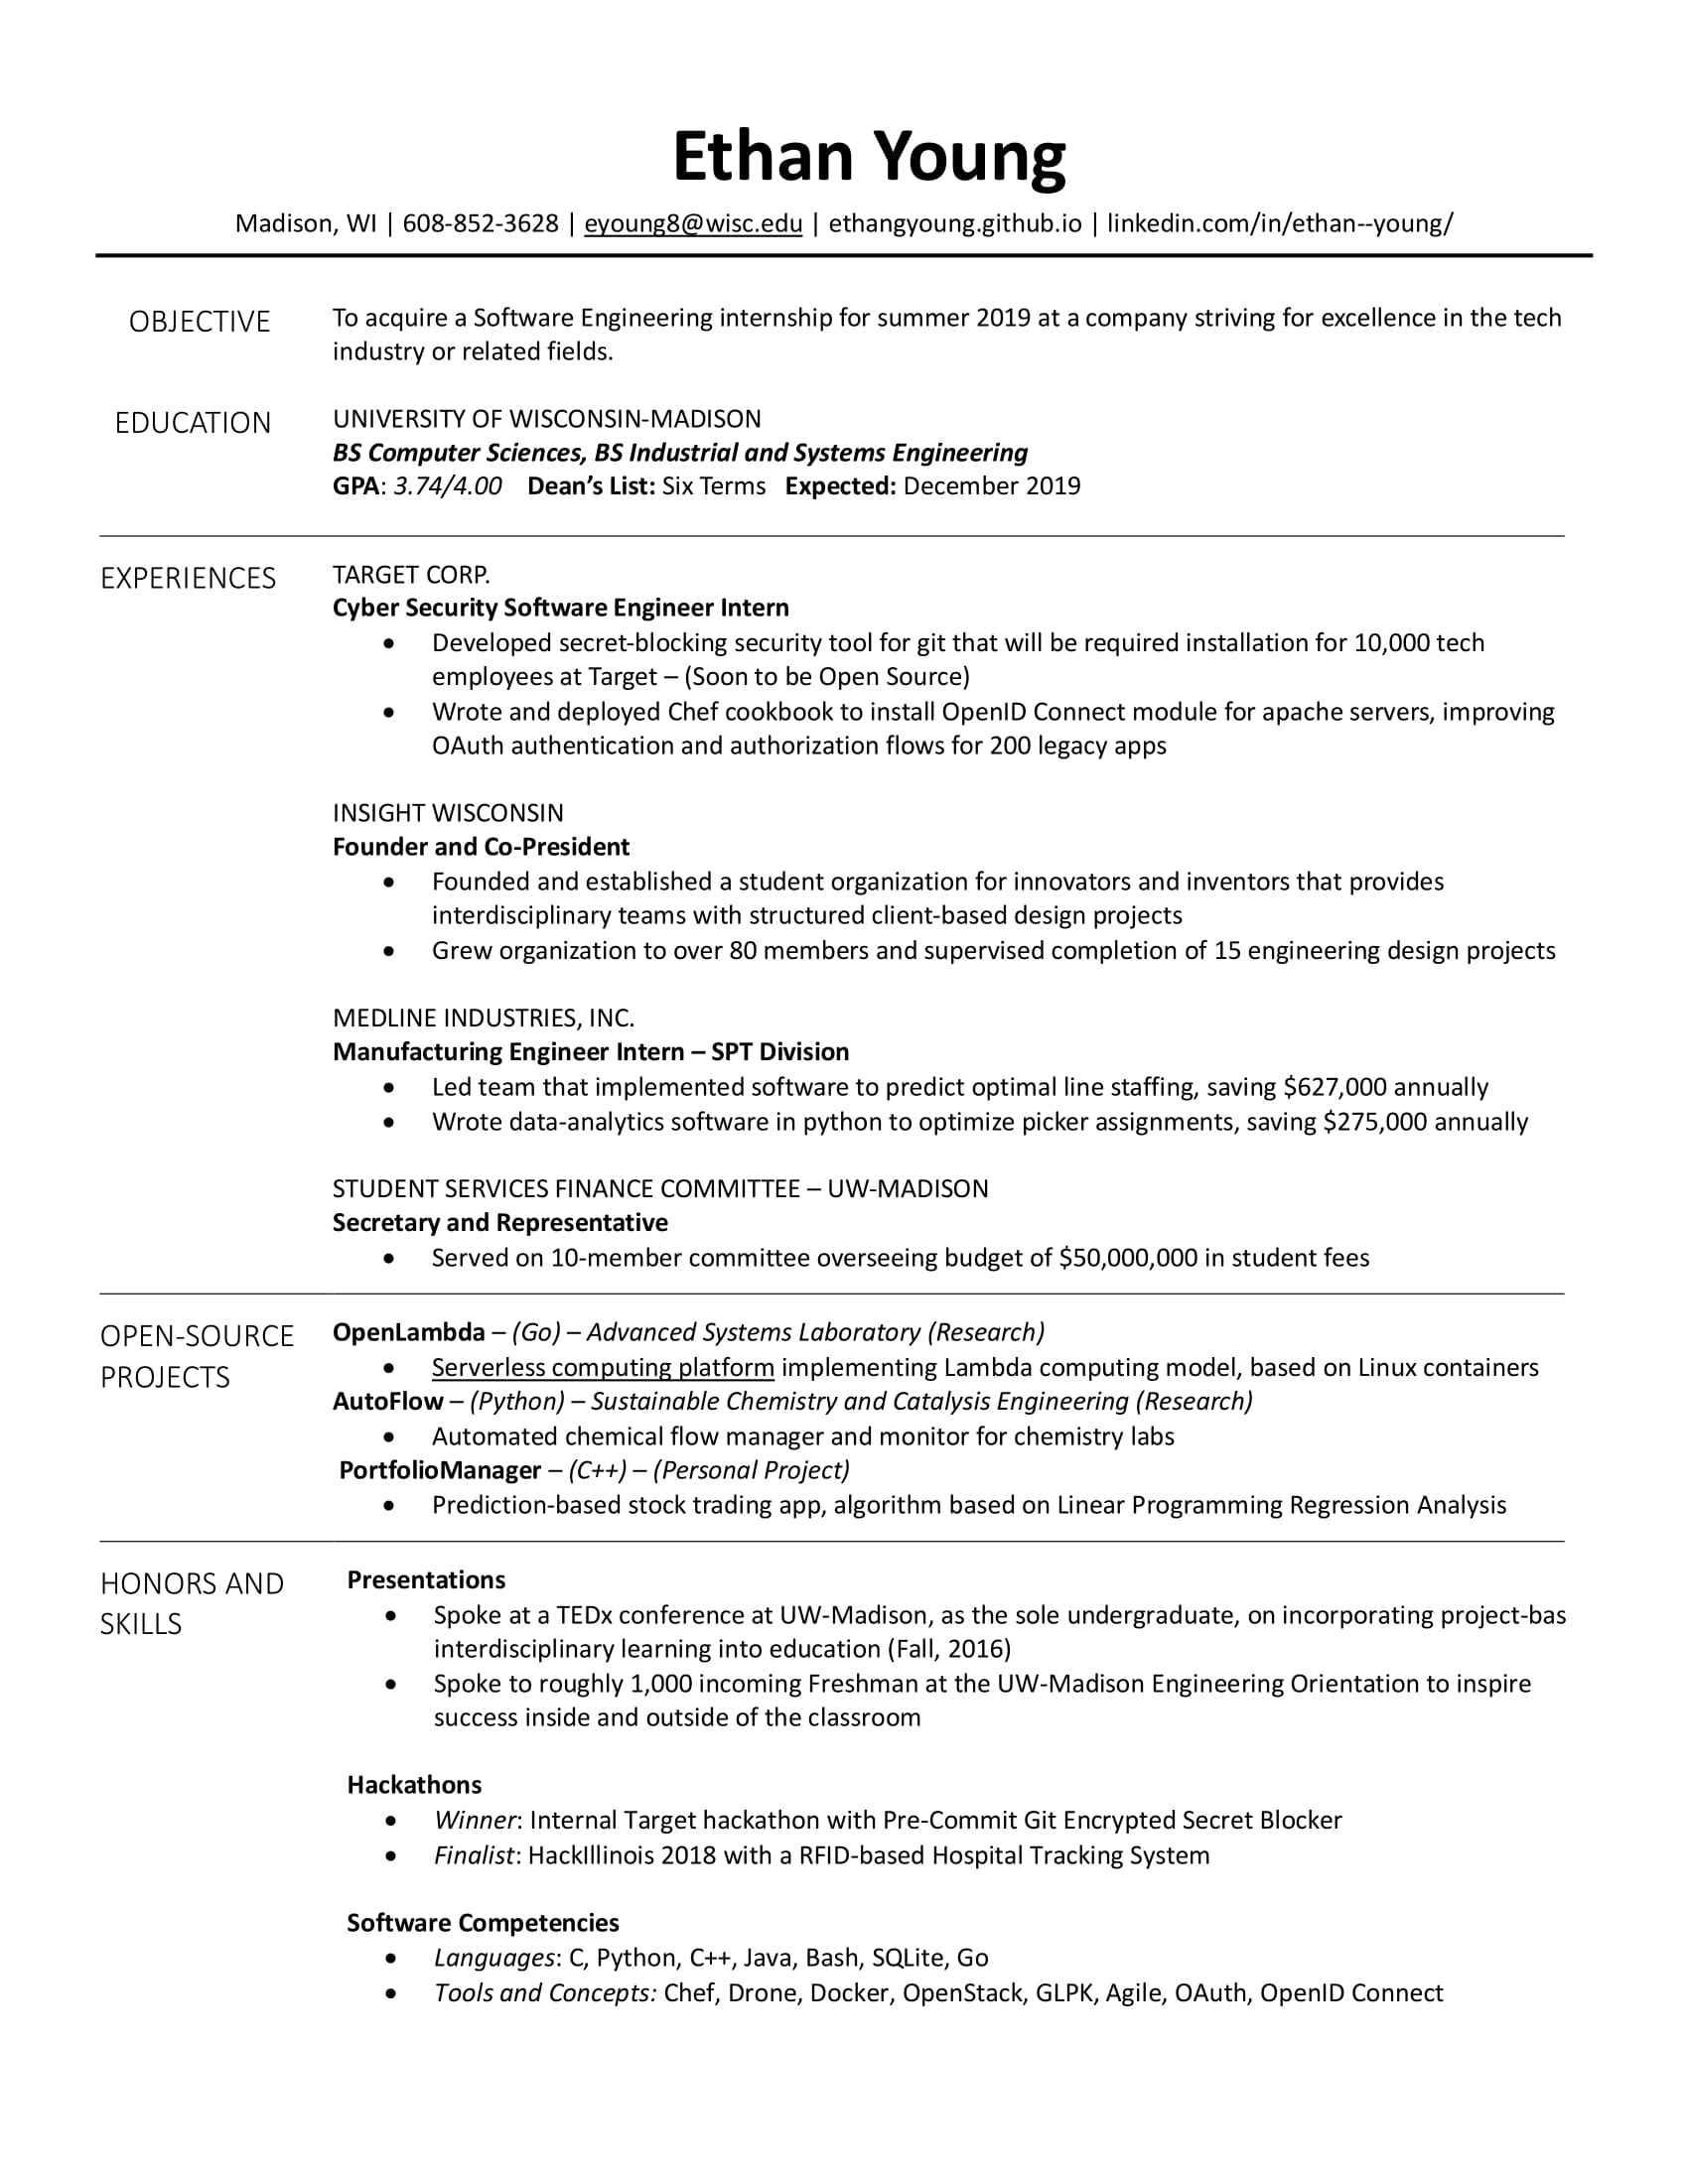 Ethan Young
Madison, WI | 608-852-3628 | eyoung8@wisc.edu | ethangyoung.github.io | linkedin.com/in/ethan--young/
OBJECTIVE
To acquire a Software Engineering internship for summer 2019 at a company striving for excellence in the tech
industry or related fields.
EDUCATION
UNIVERSITY OF WISCONSIN-MADISON
BS Computer Sciences, BS Industrial and Systems Engineering
GPA: 3.74/4.00 Dean’s List: Six Terms Expected: December 2019
EXPERIENCES
TARGET CORP.
Cyber Security Software Engineer Intern
• Developed secret-blocking security tool for git that will be required installation for 10,000 tech
employees at Target – (Soon to be Open Source)
• Wrote and deployed Chef cookbook to install OpenID Connect module for apache servers, improving
OAuth authentication and authorization flows for 200 legacy apps
INSIGHT WISCONSIN
Founder and Co-President
• Founded and established a student organization for innovators and inventors that provides
interdisciplinary teams with structured client-based design projects
• Grew organization to over 80 members and supervised completion of 15 engineering design projects
MEDLINE INDUSTRIES, INC.
Manufacturing Engineer Intern – SPT Division
• Led team that implemented software to predict optimal line staffing, saving $627,000 annually
• Wrote data-analytics software in python to optimize picker assignments, saving $275,000 annually
STUDENT SERVICES FINANCE COMMITTEE – UW-MADISON
Secretary and Representative
• Served on 10-member committee overseeing budget of $50,000,000 in student fees
OPEN-SOURCE
PROJECTS
OpenLambda – (Go) – Advanced Systems Laboratory (Research)
• Serverless computing platform implementing Lambda computing model, based on Linux containers
AutoFlow – (Python) – Sustainable Chemistry and Catalysis Engineering (Research)
• Automated chemical flow manager and monitor for chemistry labs
PortfolioManager – (C++) – (Personal Project)
• Prediction-based stock trading app, algorithm based on Linear Programming Regression Analysis
HONORS AND
SKILLS
Presentations
• Spoke at a TEDx conference at UW-Madison, as the sole undergraduate, on incorporating project-bas
interdisciplinary learning into education (Fall, 2016)
• Spoke to roughly 1,000 incoming Freshman at the UW-Madison Engineering Orientation to inspire
success inside and outside of the classroom
Hackathons
• Winner: Internal Target hackathon with Pre-Commit Git Encrypted Secret Blocker
• Finalist: HackIllinois 2018 with a RFID-based Hospital Tracking System
Software Competencies
• Languages: C, Python, C++, Java, Bash, SQLite, Go
• Tools and Concepts: Chef, Drone, Docker, OpenStack, GLPK, Agile, OAuth, OpenID Connect